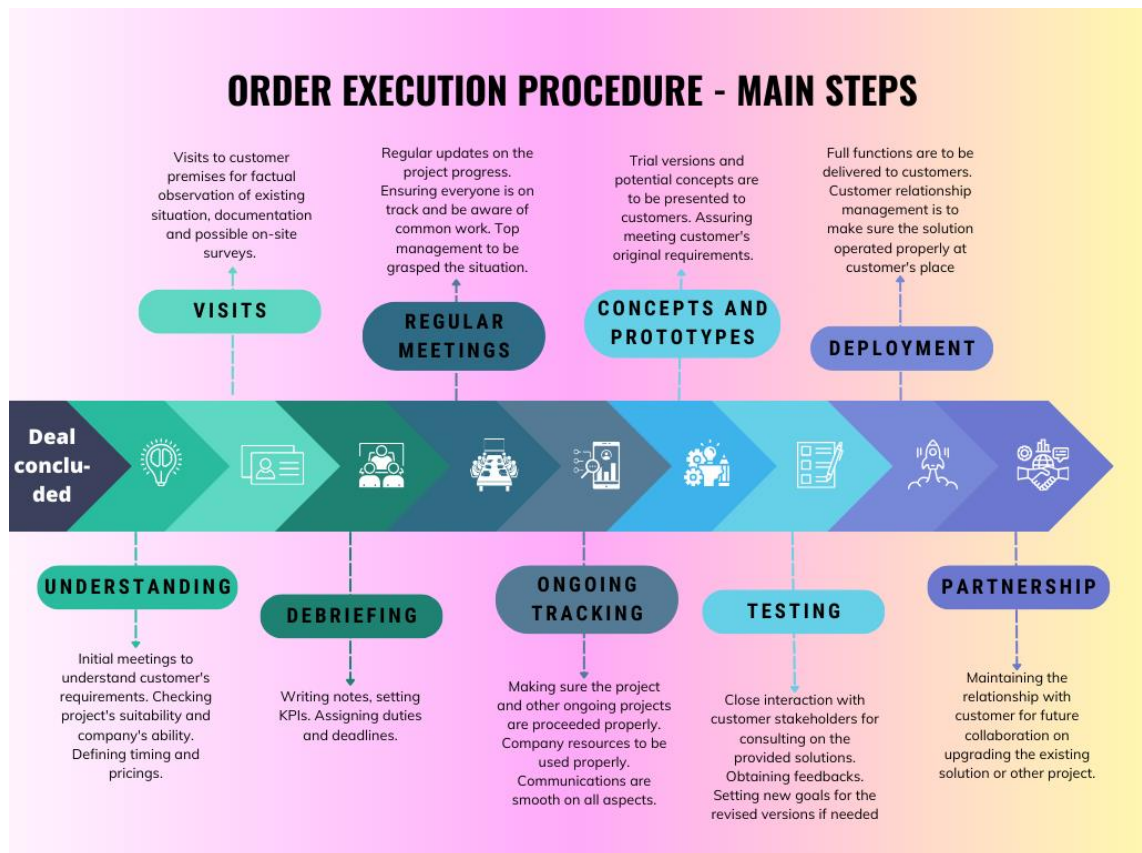 ORDER EXECUTION PROCEDURE - MAIN STEPS
Visits to customer
premises for factual
observation of existing
situation, documentation
and possible on-site
surveys.
VISITS
Regular updates on the
project progress.
Ensuring everyone is on
track and be aware of
common work. Top
management to be
grasped the situation.
REGULAR
MEETINGS
Trial versions and
potential concepts are
to be presented to
customers. Assuring
meeting customer's
original requirements.
CONCEPTS AND
PROTOTYPES
Full functions are to be
delivered to customers.
Customer relationship
management is to
make sure the solution
operated properly at
customer's place
DEPLOYMENT
Deal
conclu-
ded
UNDERSTANDING
Initial meetings to
understand customer's
requirements. Checking
project's suitability and
company's ability.
Defining timing and
pricings.
DEBRIEFING
Writing notes, setting
KPIs. Assigning duties
and deadlines.
ONGOING
TRACKING
Making sure the project
and other ongoing projects
are proceeded properly.
Company resources to be
used properly.
Communications are
smooth on all aspects.
TESTING
Close interaction with
customer stakeholders for
consulting on the
provided solutions.
Obtaining feedbacks.
Setting new goals for the
revised versions if needed
PARTNERSHIP
Maintaining the
relationship with
customer for future
collaboration on
upgrading the existing
solution or other project.